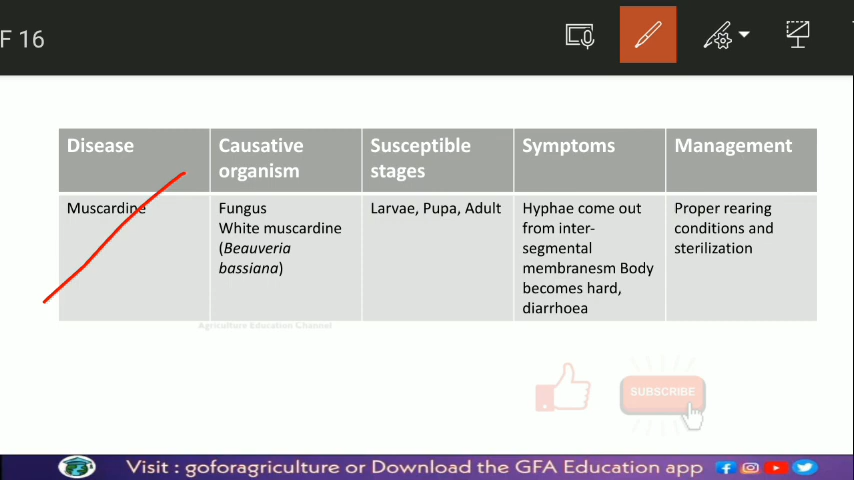 F 16
Disease
Causative
organism
Susceptible
stages
Symptoms
Management
Muscardine
Fungus
White muscardine
(Beauveria
bassiana)
Larvae, Pupa, Adult
Hyphae come out
from inter-
segmental
membranesm Body
becomes hard,
diarrhoea
Proper rearing
conditions and
sterilization
Agriculture Education Channel
SUBSCRIBE
Visit : goforagriculture or Download the GFA Education app